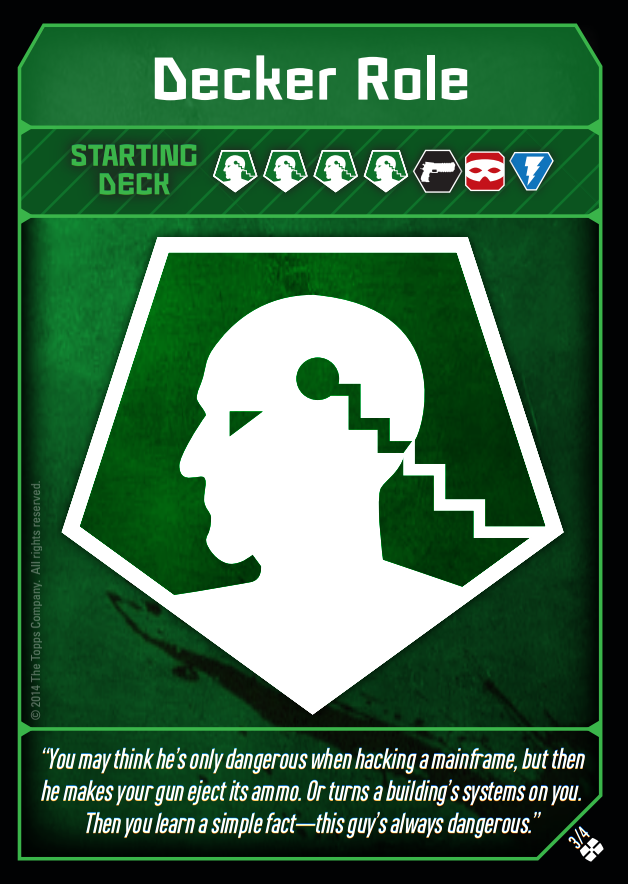 Decker Role
STARTING
DECK
© 2014 The Topps Company. All rights reserved.
“You may think he’s only dangerous when hacking a mainframe, but then
he makes your gun eject its ammo. Or turns a building’s systems on you.
Then you learn a simple fact—this guy’s always dangerous.”
3/4